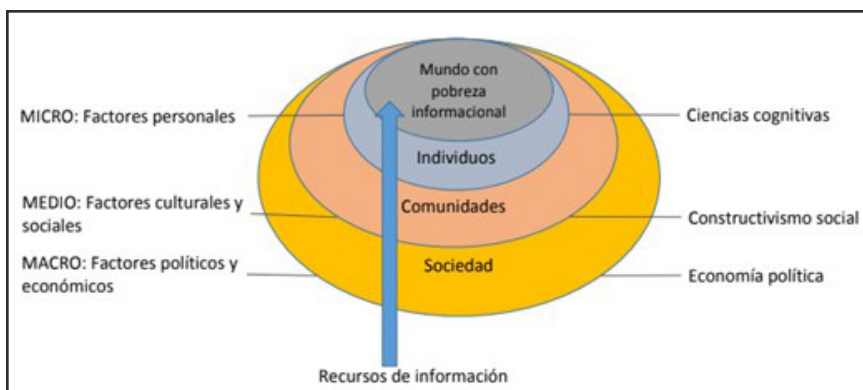 Mundo con
pobreza
informacional
MICRO: Factores personales
Ciencias cognitivas
Individuos
MEDIO: Factores culturales y
sociales
Comunidades
Constructivismo social
MACRO: Factores políticos y
económicos
Sociedad
Economía política
Recursos de información